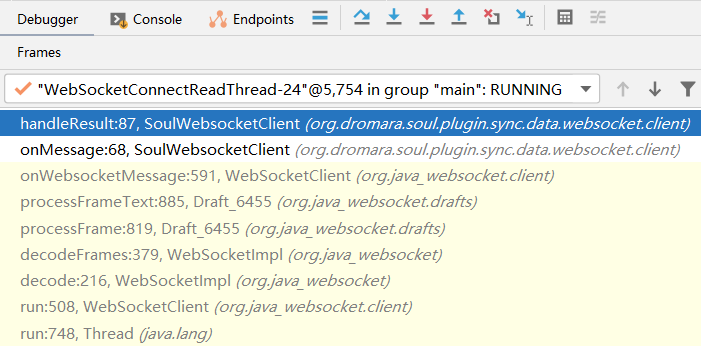 Debugger Console Endpoints
Frames
"WebSocketConnectReadThread-24"@5,754 in group "main": RUNNING
handleResult:87, SoulWebsocketClient (org.dromara.soul.plugin.sync.data.websocket.client)
onMessage:68, SoulWebsocketClient (org.dromara.soul.plugin.sync.data.websocket.client)
onWebsocketMessage:591, WebSocketClient (org.java_websocket.client)
processFrameText:885, Draft_6455 (org.java_websocket.drafts)
processFrame:819, Draft_6455 (org.java_websocket.drafts)
decodeFrames:379, WebSocketImpl (org.java_websocket)
decode:216, WebSocketImpl (org.java_websocket)
run:508, WebSocketClient (org.java_websocket.client)
run:748, Thread (java.lang)